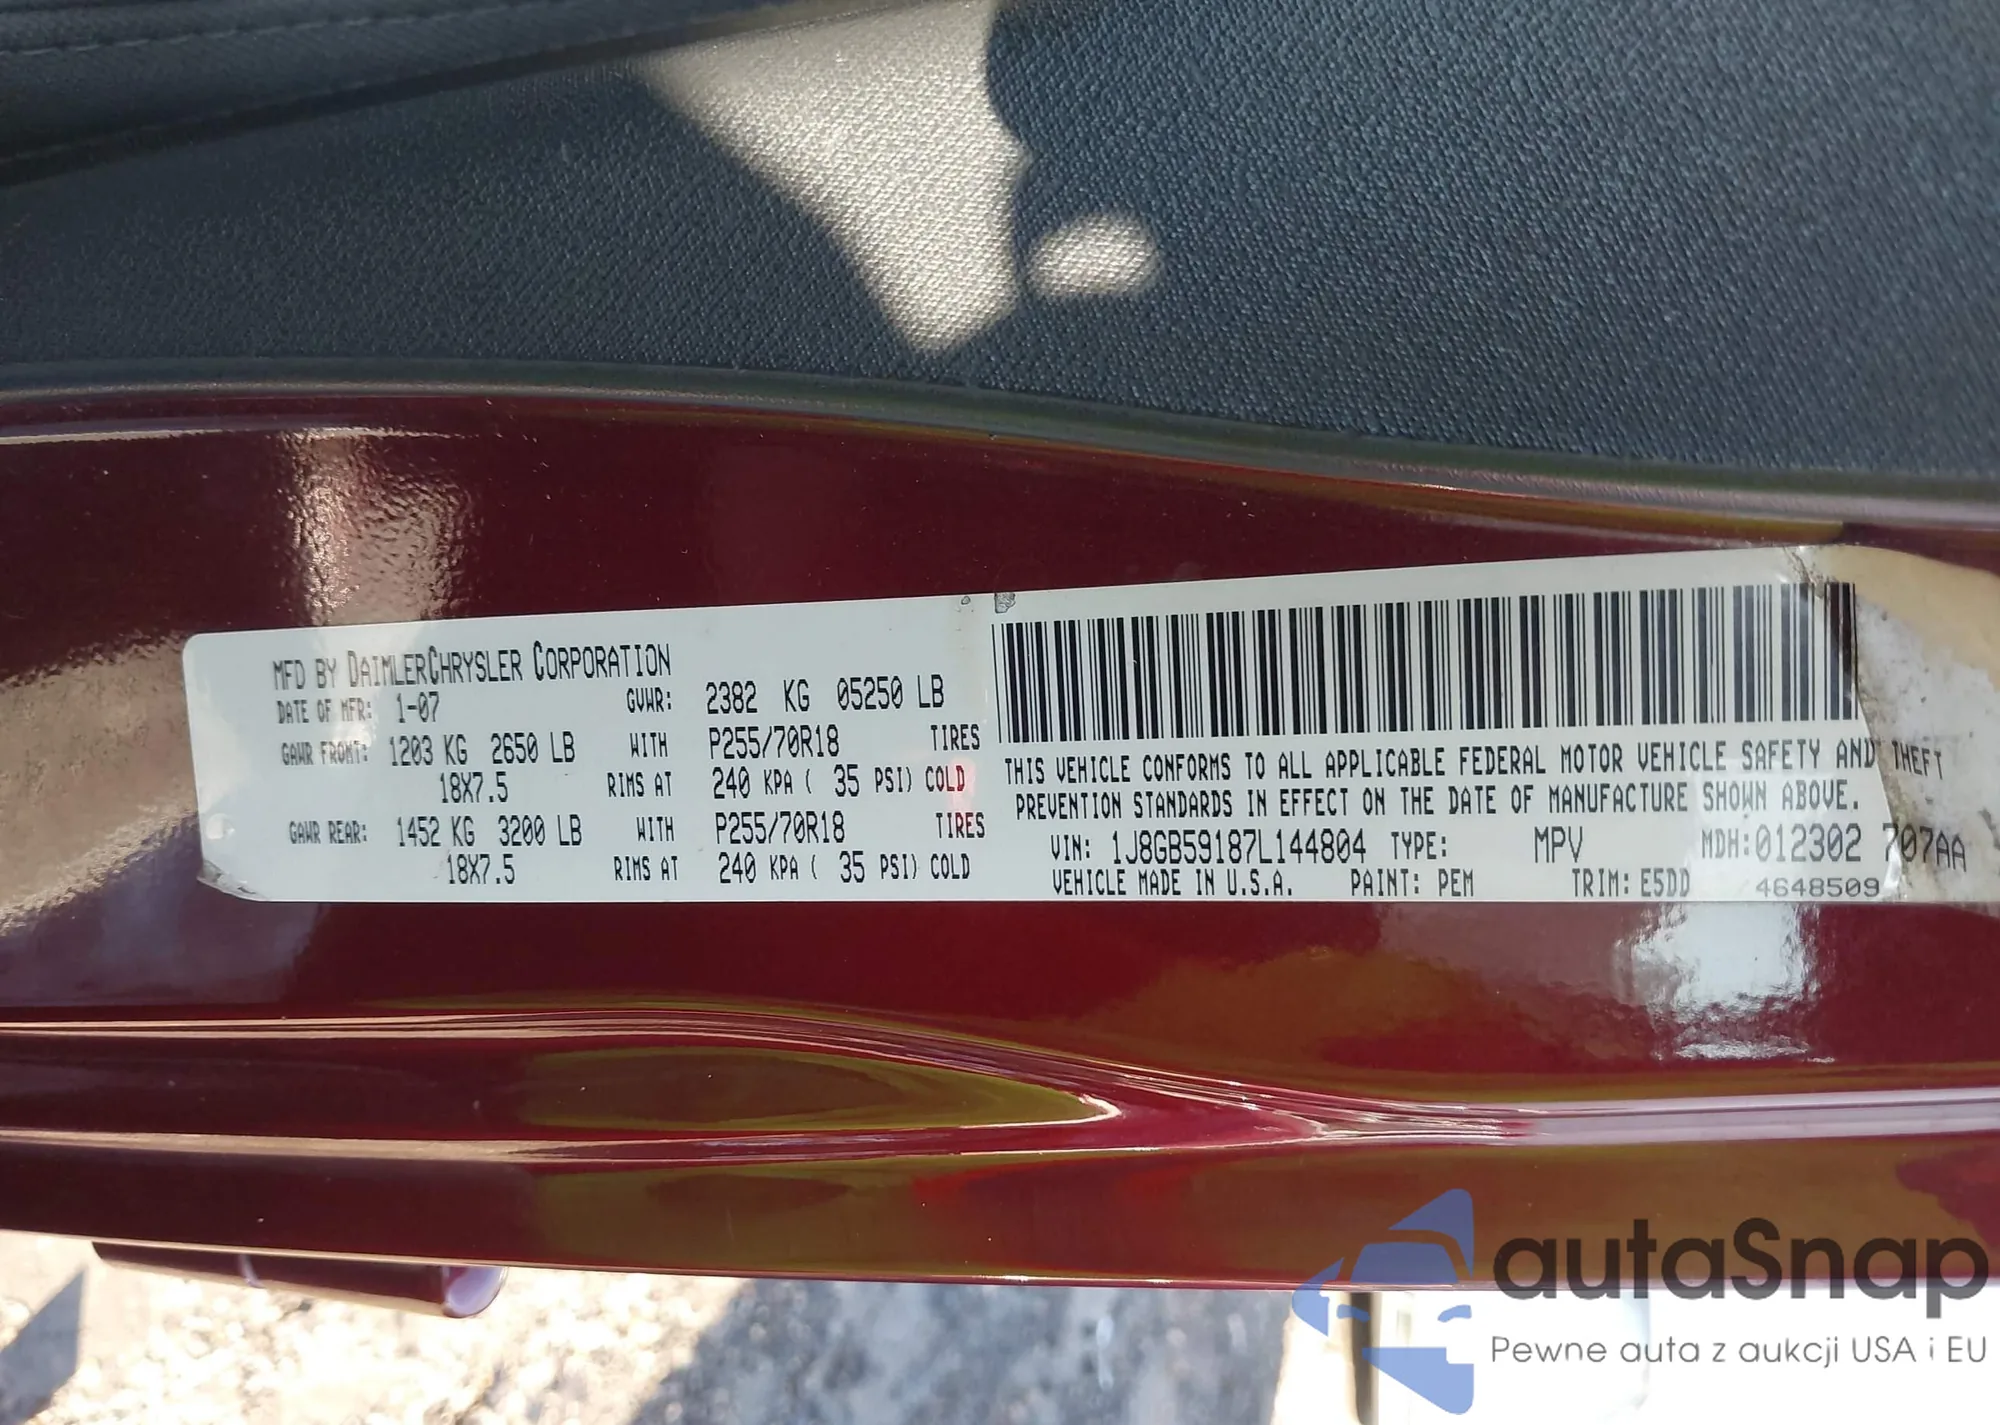 MFD BY DAIMLERCHRYSLER CORPORATION
DATE OF MFR: 1-07 GVWR: 2382 KG 05250 LB
GAWR FRONT: 1203 KG 2650 LB WITH P255/70R18 TIRES
18X7.5 RIMS AT 240 KPA ( 35 PSI) COLD
GAWR REAR: 1452 KG 3200 LB WITH P255/70R18 TIRES
18X7.5 RIMS AT 240 KPA ( 35 PSI) COLD
THIS VEHICLE CONFORMS TO ALL APPLICABLE FEDERAL MOTOR VEHICLE SAFETY AND THEFT
PREVENTION STANDARDS IN EFFECT ON THE DATE OF MANUFACTURE SHOWN ABOVE.
VIN: 1J8GB59187L144804 TYPE: MPV MDH:012302 707AA
VEHICLE MADE IN U.S.A. PAINT: PEM TRIM: E5DD 4648509
autaSnap
Pewne auta z aukcji USA i EU